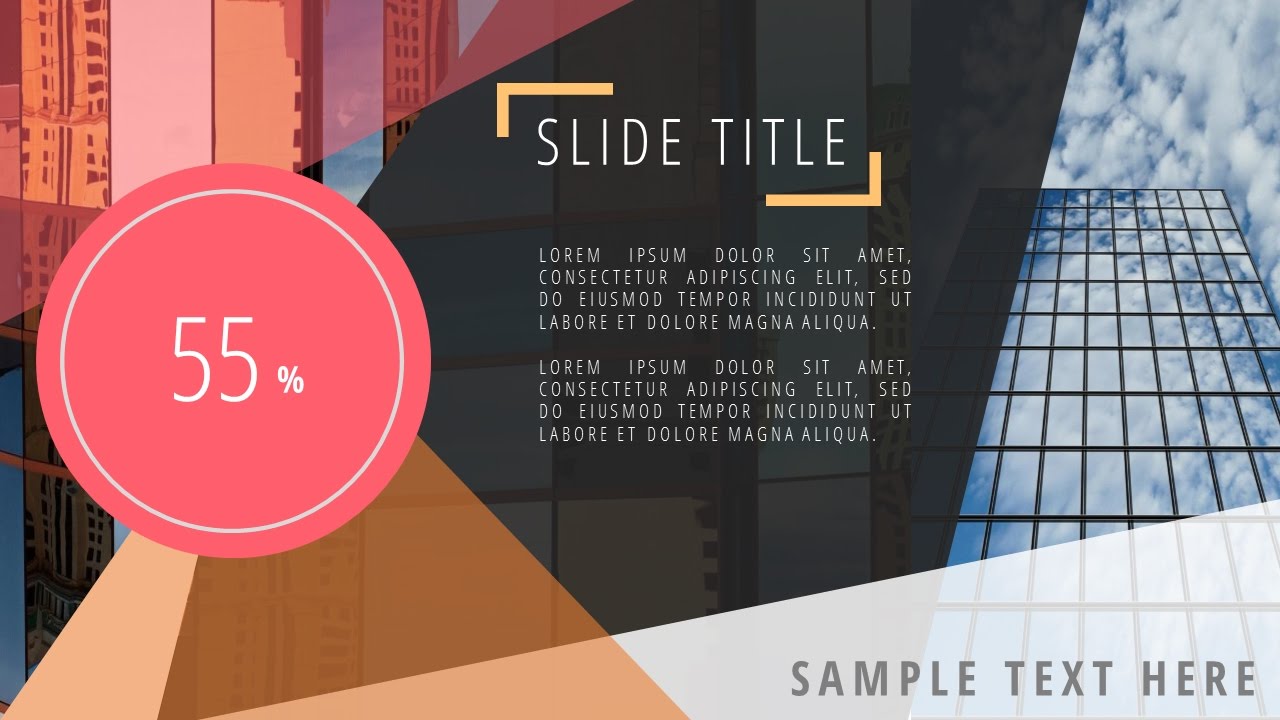 SLIDE TITLE
LOREM IPSUM DOLOR SIT AMET,
CONSECTETUR ADIPISCING ELIT, SED
DO EIUSMOD TEMPOR INCIDIDUNT UT
LABORE ET DOLORE MAGNA ALIQUA.
LOREM IPSUM DOLOR SIT AMET,
CONSECTETUR ADIPISCING ELIT, SED
DO EIUSMOD TEMPOR INCIDIDUNT UT
LABORE ET DOLORE MAGNA ALIQUA.
55 %
SAMPLE TEXT HERE